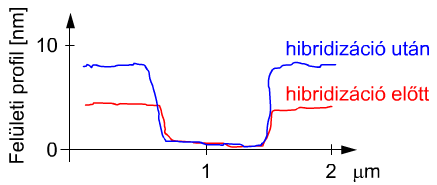 Felületi profil [nm]
10
0
hibridizáció után
hibridizáció előtt
1
2
μm